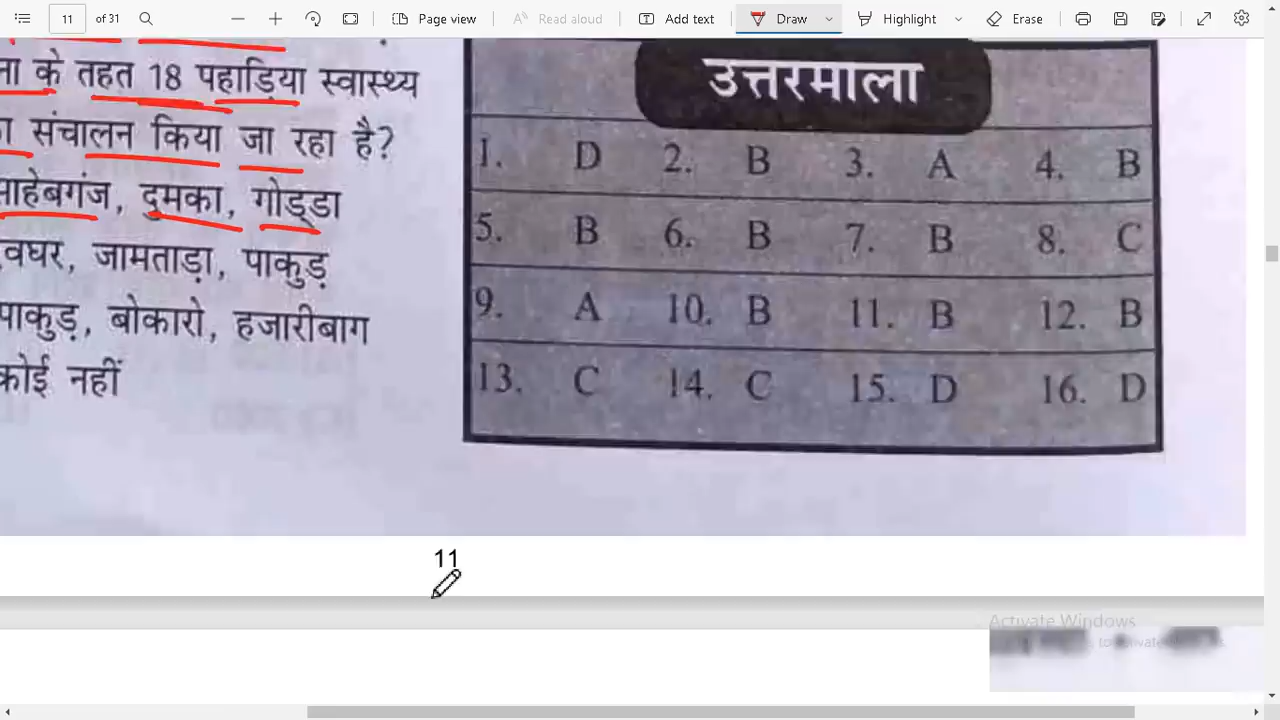 11 of 31 Page view Read aloud Add text Draw Highlight Erase
ना के तहत 18 पहाड़िया स्वास्थ्य
संचालन किया जा रहा है?
साहेबगंज, दुमका, गोड्डा
वघर, जामताड़ा, पाकुड़
पाकुड़, बोकारो, हजारीबाग
कोई नहीं
उत्तरमाला
1. D 2. B 3. A 4. B
5. B 6. B 7. B 8. C
9. A 10. B 11. B 12. B
13. C 14. C 15. D 16. D
11
Activate Windows